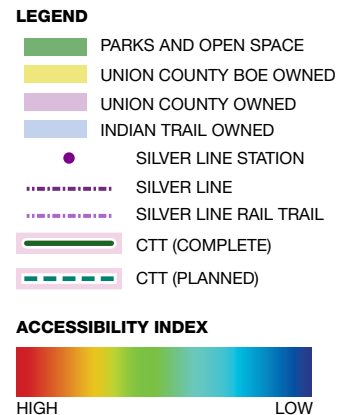 LEGEND
PARKS AND OPEN SPACE
UNION COUNTY BOE OWNED
UNION COUNTY OWNED
INDIAN TRAIL OWNED
SILVER LINE STATION
SILVER LINE
SILVER LINE RAIL TRAIL
CTT (COMPLETE)
CTT (PLANNED)
ACCESSIBILITY INDEX
HIGH LOW